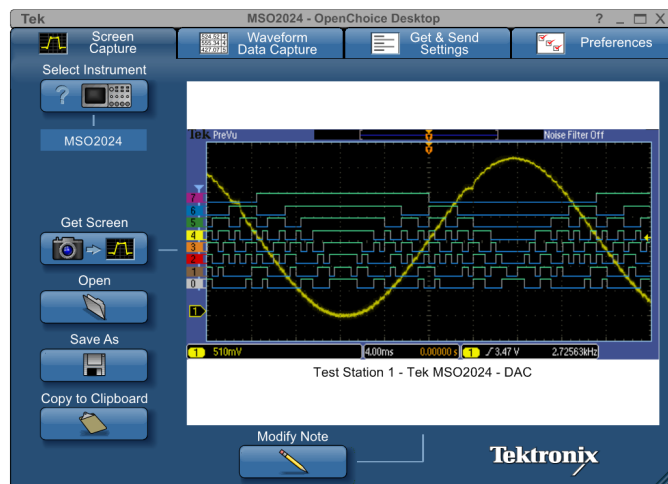 Tek
MSO2024 - OpenChoice Desktop
Screen
Capture
Waveform
Data Capture
Get & Send
Settings
Preferences
Select Instrument
MSO2024
Get Screen
Open
Save As
Copy to Clipboard
Tek PreVu
Noise Filter Off
7
6
5
4
3
2
1
0
1
1 510mV
4.00ms 0.00000 s
1 3.47 V 2.72563kHz
Test Station 1 - Tek MSO2024 - DAC
Modify Note
Tektronix